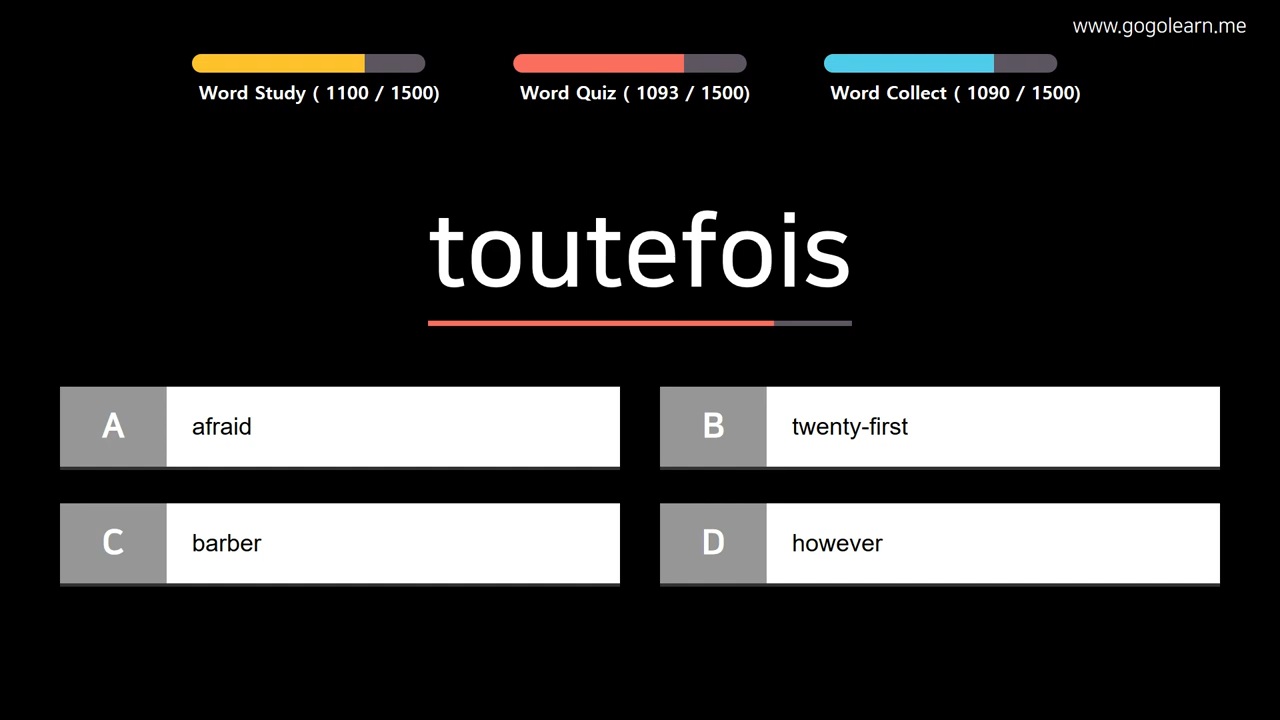 www.gogolearn.me
Word Study ( 1100 / 1500)
Word Quiz ( 1093 / 1500)
Word Collect ( 1090 / 1500)
toutefois
A afraid
B twenty-first
C barber
D however